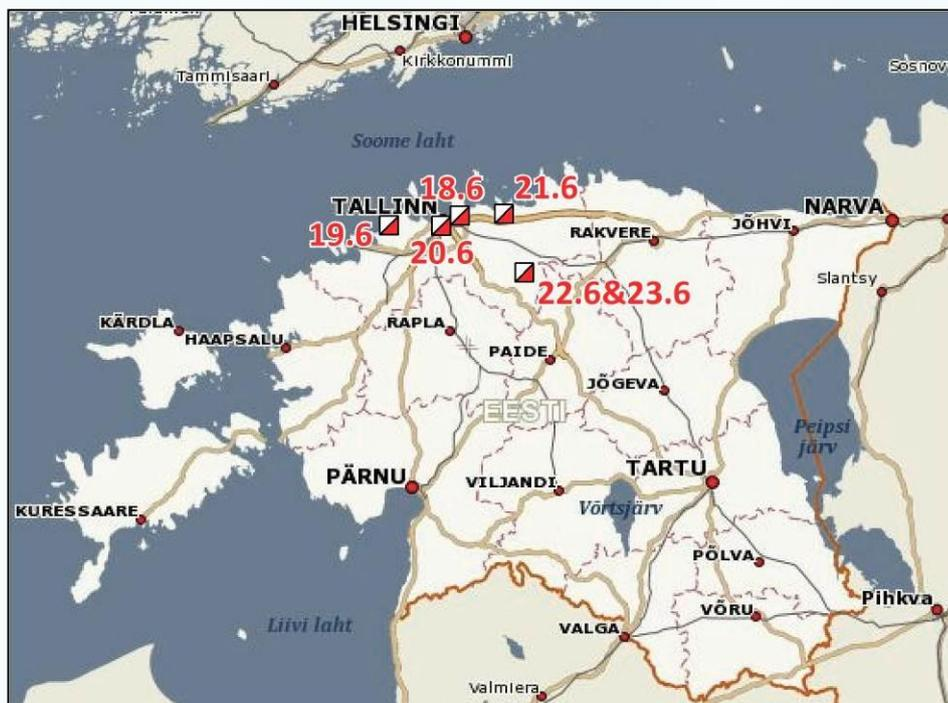 HELSINGI
Kirkkonummi
Tammisaari
Sosnov
Soome laht
18.6
21.6
TALLINN
NARVA
19.6
20.6
RAKVERE
JÕHVI
22.6&23.6
Slantsy
KÄRDLA
HAAPSALU
RAPLA
PAIDE
JÕGEVA
EESTI
Peipsi
järv
PÄRNU
VILJANDI
TARTU
KURESSAARE
Võrtsjärv
PÕLVA
Pihkva
VÕRU
Liivi laht
VALGA
Valmiera